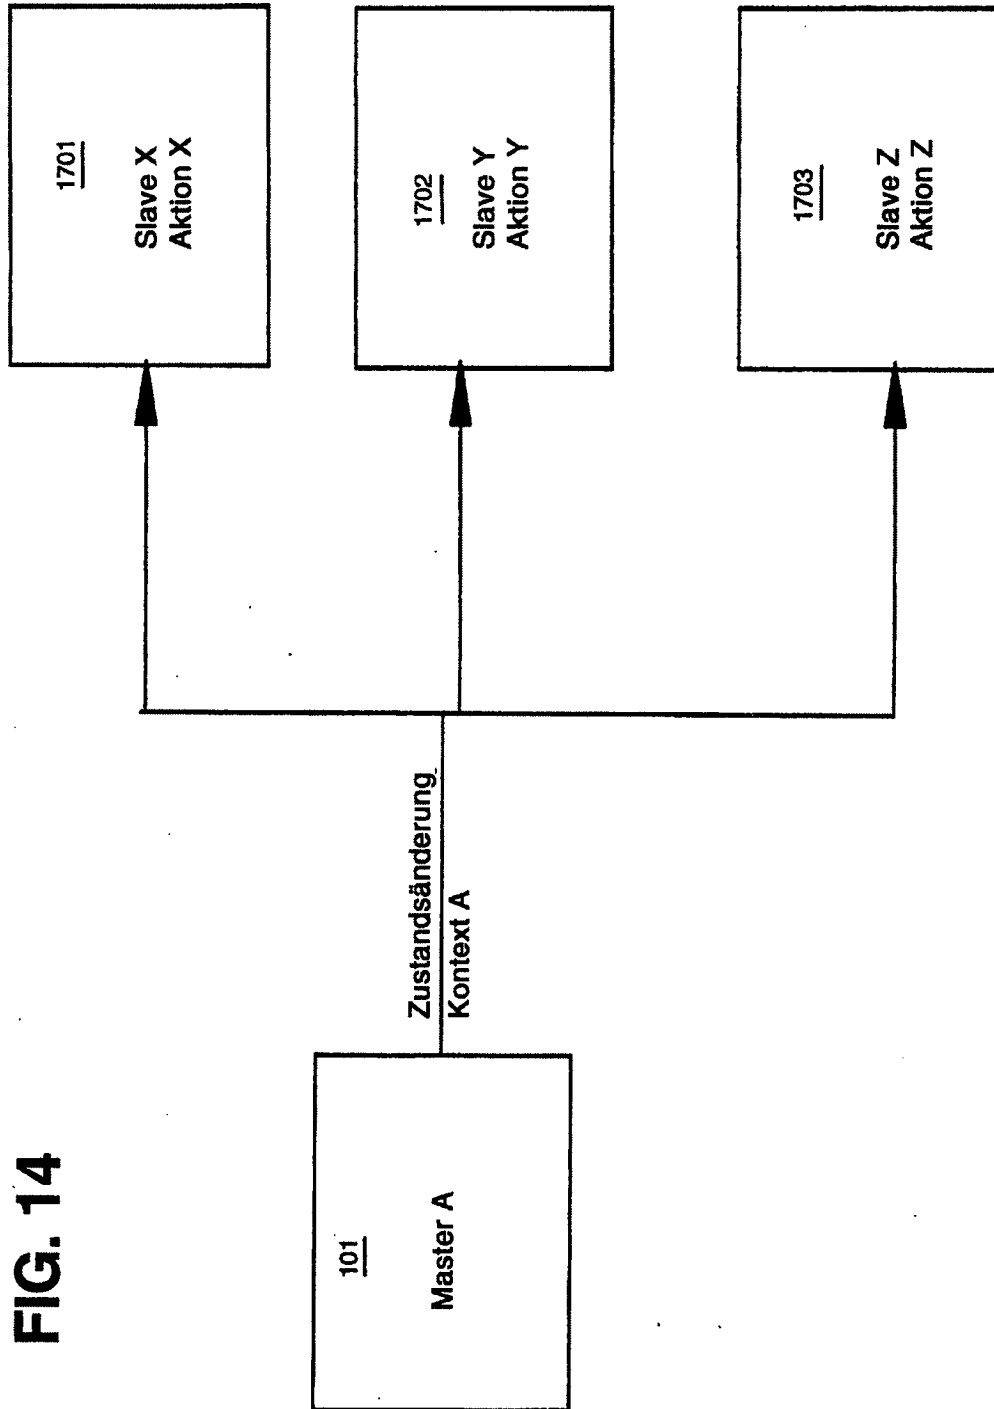 FIG. 14
101
Master A
Zustandsänderung
Kontext A
1701
Slave X
Aktion X
1702
Slave Y
Aktion Y
1703
Slave Z
Aktion Z